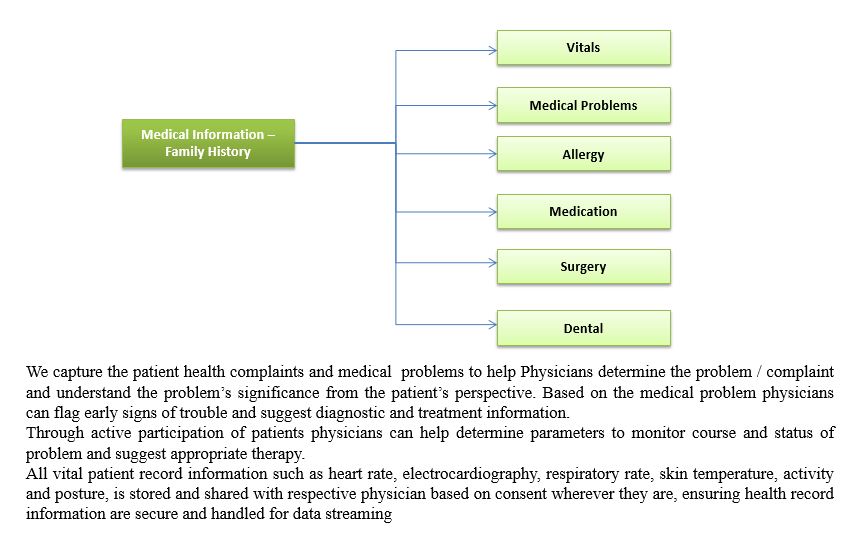 Vitals
Medical Problems
Medical Information –
Family History
Allergy
Medication
Surgery
Dental
We capture the patient health complaints and medical problems to help Physicians determine the problem / complaint
and understand the problem’s significance from the patient’s perspective. Based on the medical problem physicians
can flag early signs of trouble and suggest diagnostic and treatment information.
Through active participation of patients physicians can help determine parameters to monitor course and status of
problem and suggest appropriate therapy.
All vital patient record information such as heart rate, electrocardiography, respiratory rate, skin temperature, activity
and posture, is stored and shared with respective physician based on consent wherever they are, ensuring health record
information are secure and handled for data streaming